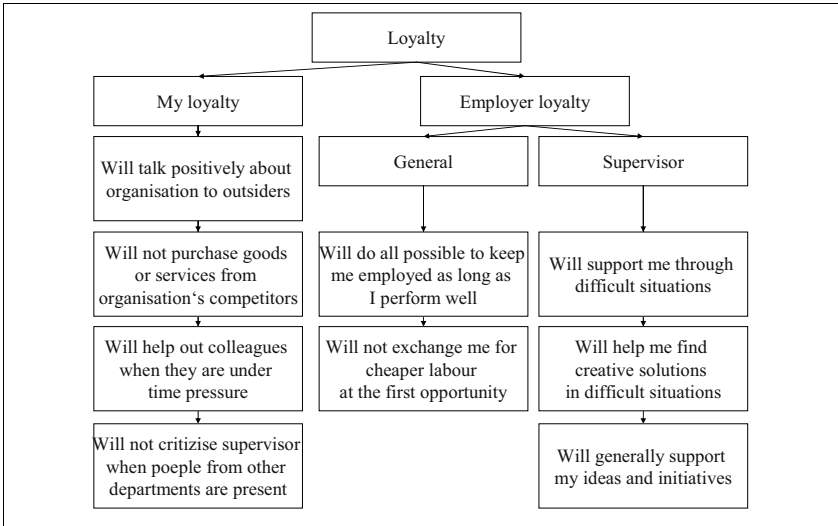 Loyalty
My loyalty
Employer loyalty
Will talk positively about
organisation to outsiders
General
Supervisor
Will not purchase goods
or services from
organisation‘s competitors
Will do all possible to keep
me employed as long as
I perform well
Will support me through
difficult situations
Will help out colleagues
when they are under
time pressure
Will not exchange me for
cheaper labour
at the first opportunity
Will help me find
creative solutions
in difficult situations
Will not critizise supervisor
when poeple from other
departments are present
Will generally support
my ideas and initiatives